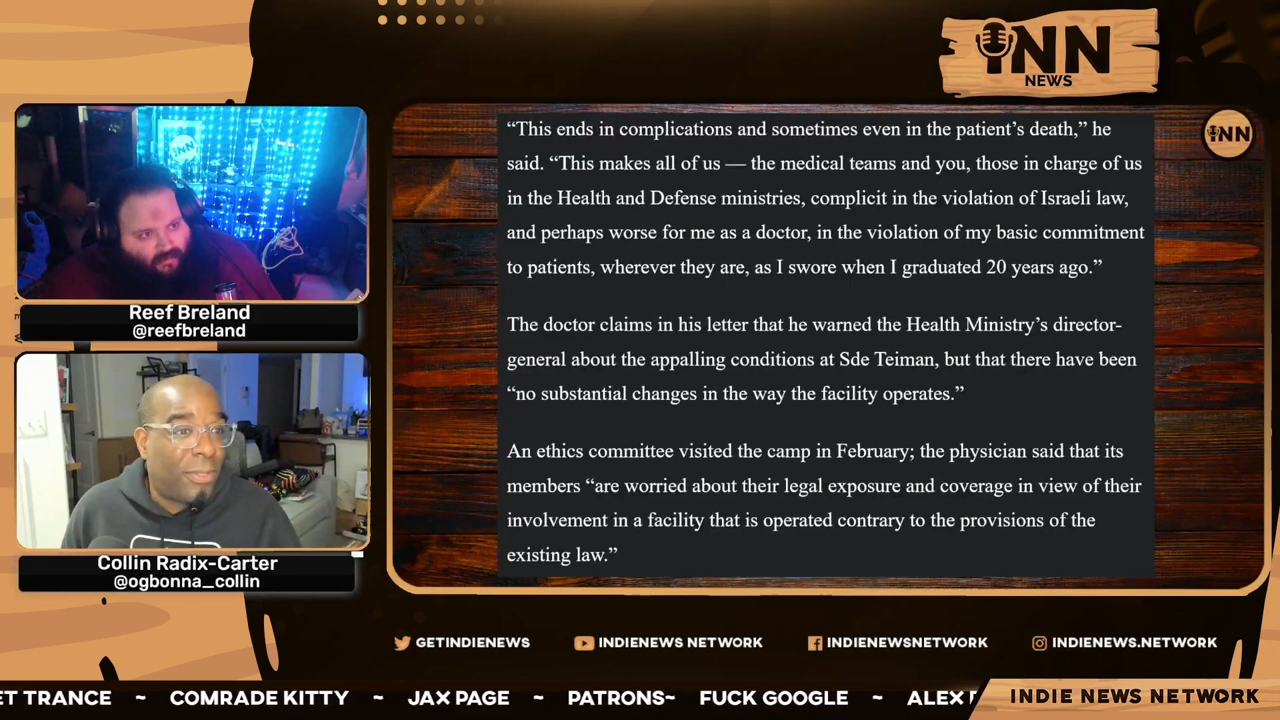 iNN
NEWS
iNN
“This ends in complications and sometimes even in the patient’s death,” he
said. “This makes all of us — the medical teams and you, those in charge of us
in the Health and Defense ministries, complicit in the violation of Israeli law,
and perhaps worse for me as a doctor, in the violation of my basic commitment
to patients, wherever they are, as I swore when I graduated 20 years ago.”
The doctor claims in his letter that he warned the Health Ministry’s director-
general about the appalling conditions at Sde Teiman, but that there have been
“no substantial changes in the way the facility operates.”
An ethics committee visited the camp in February; the physician said that its
members “are worried about their legal exposure and coverage in view of their
involvement in a facility that is operated contrary to the provisions of the
existing law.”
Reef Breland
@reefbreland
Collin Radix-Carter
@ogbonna_collin
GETINDIENEWS
INDIENEWS NETWORK
INDIENEWSNETWORK
INDIENEWS.NETWORK
ET TRANCE ~ COMRADE KITTY ~ JAX PAGE ~ PATRONS~ FUCK GOOGLE ~ ALEX
INDIE NEWS NETWORK